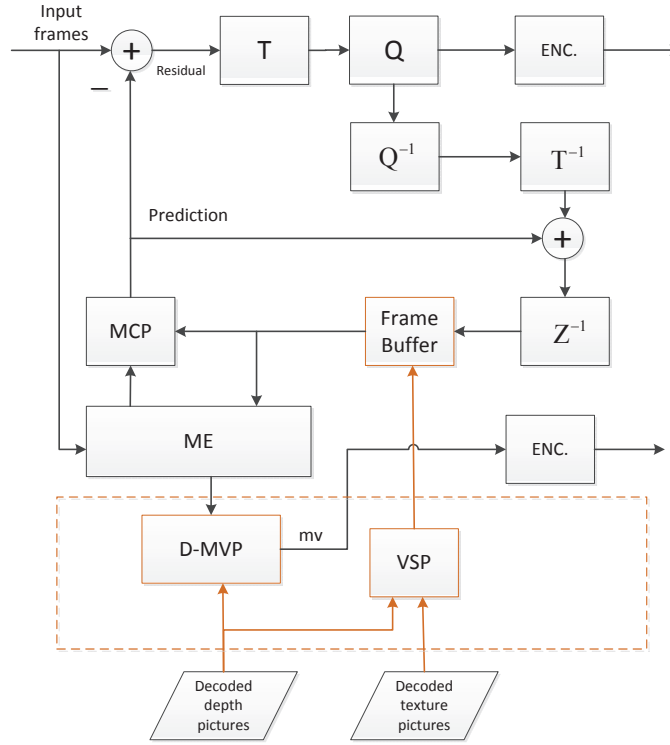 Input
frames
+
−
Residual
T
Q
ENC.
Q⁻¹
T⁻¹
Prediction
+
MCP
Frame
Buffer
Z⁻¹
ME
ENC.
D-MVP
mv
VSP
Decoded
depth
pictures
Decoded
texture
pictures